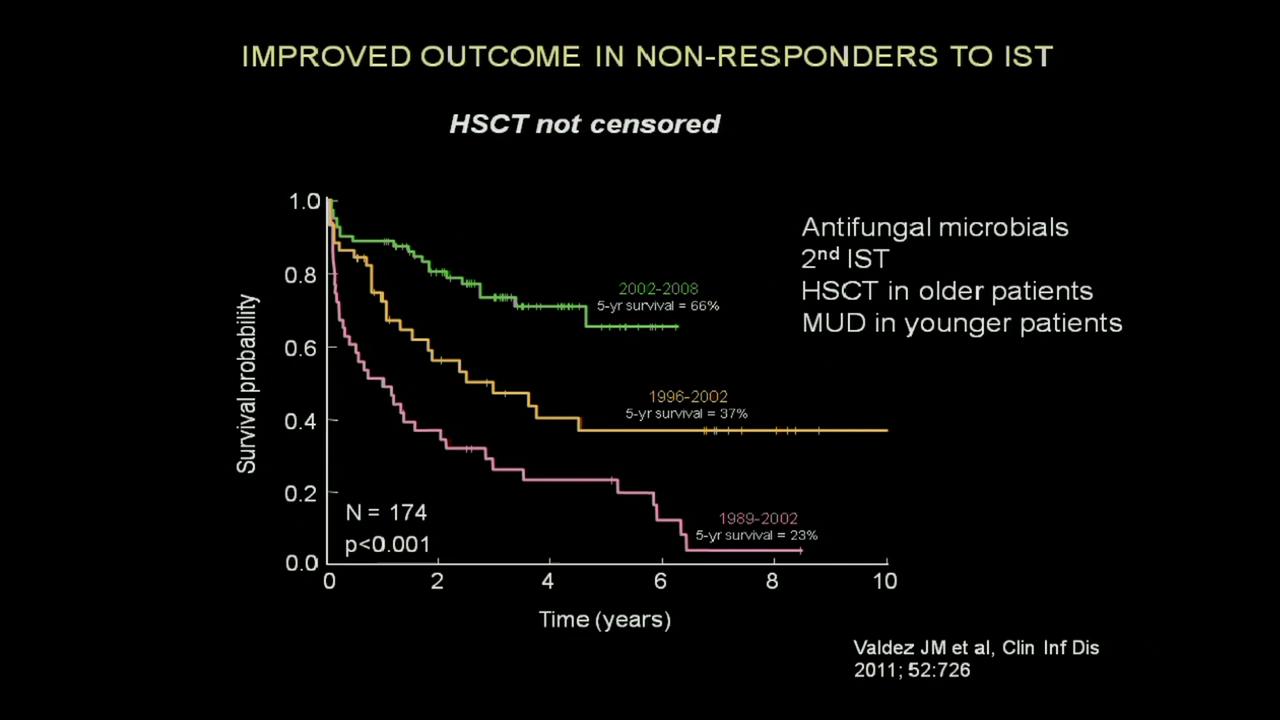 IMPROVED OUTCOME IN NON-RESPONDERS TO IST
HSCT not censored
Antifungal microbials
2nd IST
HSCT in older patients
MUD in younger patients
Survival probability
1.0
0.8
0.6
0.4
0.2
0.0
2002-2008
5-yr survival = 66%
1996-2002
5-yr survival = 37%
1989-2002
5-yr survival = 23%
N = 174
p<0.001
0 2 4 6 8 10
Time (years)
Valdez JM et al, Clin Inf Dis
2011; 52:726